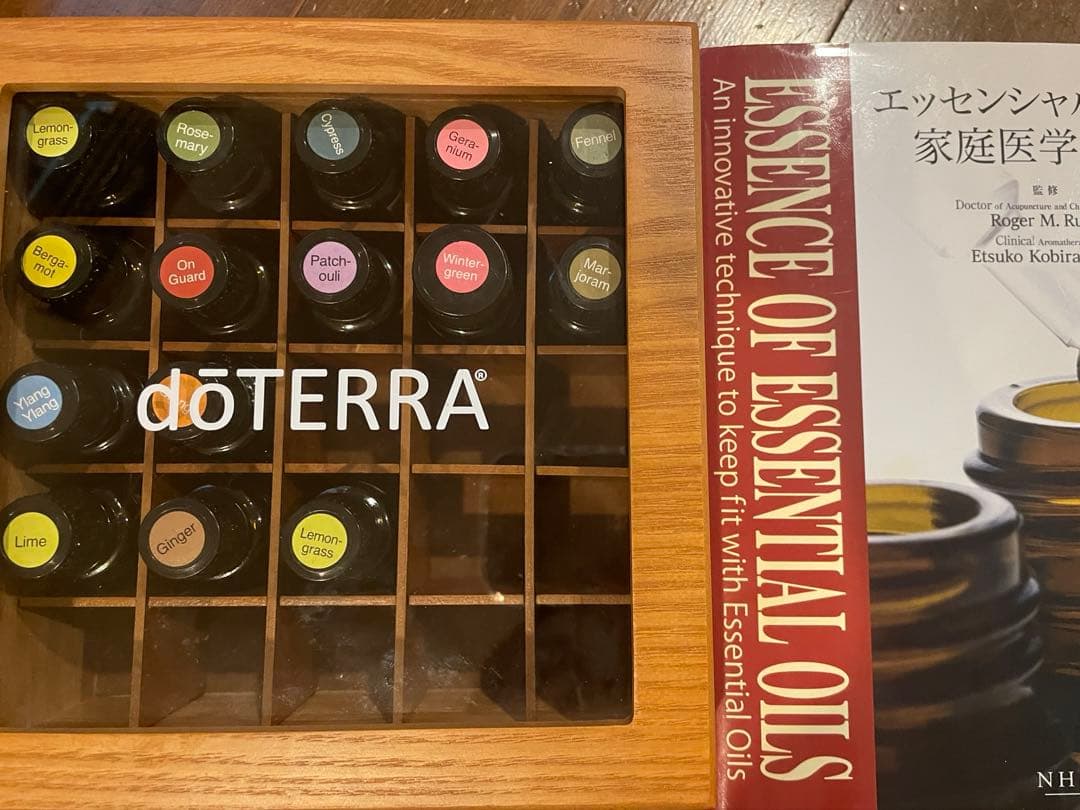 Lemon-
grass
Rose-
mary
Cypress
Gera-
nium
Fennel
Berga-
mot
On
Guard
Patch-
ouli
Winter-
green
Mar-
joram
Ylang
Ylang
dōTERRA®
Lime
Ginger
Lemon-
grass
ESSENCE OF ESSENTIAL OILS
An innovative technique to keep fit with Essential Oils
エッセンシャル
家庭医学
監修
Doctor of Acupuncture and Ch
Roger M. Ru
Clinical Aromather
Etsuko Kobira
NH